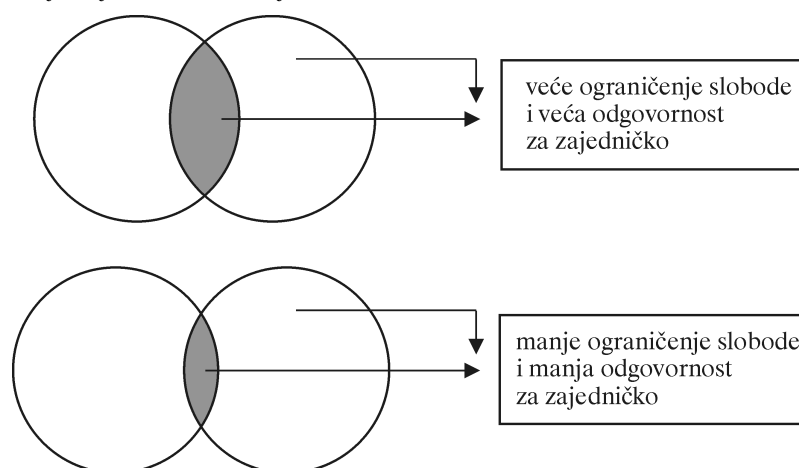 veće ograničenje slobode
i veća odgovornost
za zajedničko
manje ograničenje slobode
i manja odgovornost
za zajedničko